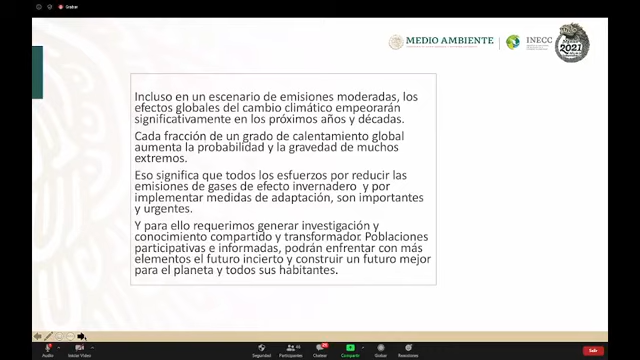 Grabar
MEDIO AMBIENTE
INECC
México
2021
Incluso en un escenario de emisiones moderadas, los
efectos globales del cambio climático empeorarán
significativamente en los próximos años y décadas.
Cada fracción de un grado de calentamiento global
aumenta la probabilidad y la gravedad de muchos
extremos.
Eso significa que todos los esfuerzos por reducir las
emisiones de gases de efecto invernadero y por
implementar medidas de adaptación, son importantes
y urgentes.
Y para ello requerimos generar investigación y
conocimiento compartido y transformador. Poblaciones
participativas e informadas, podrán enfrentar con más
elementos el futuro incierto y construir un futuro mejor
para el planeta y todos sus habitantes.
Audio
Iniciar Video
Seguridad
Participantes
Chatear
Compartir
Grabar
Reacciones
Salir